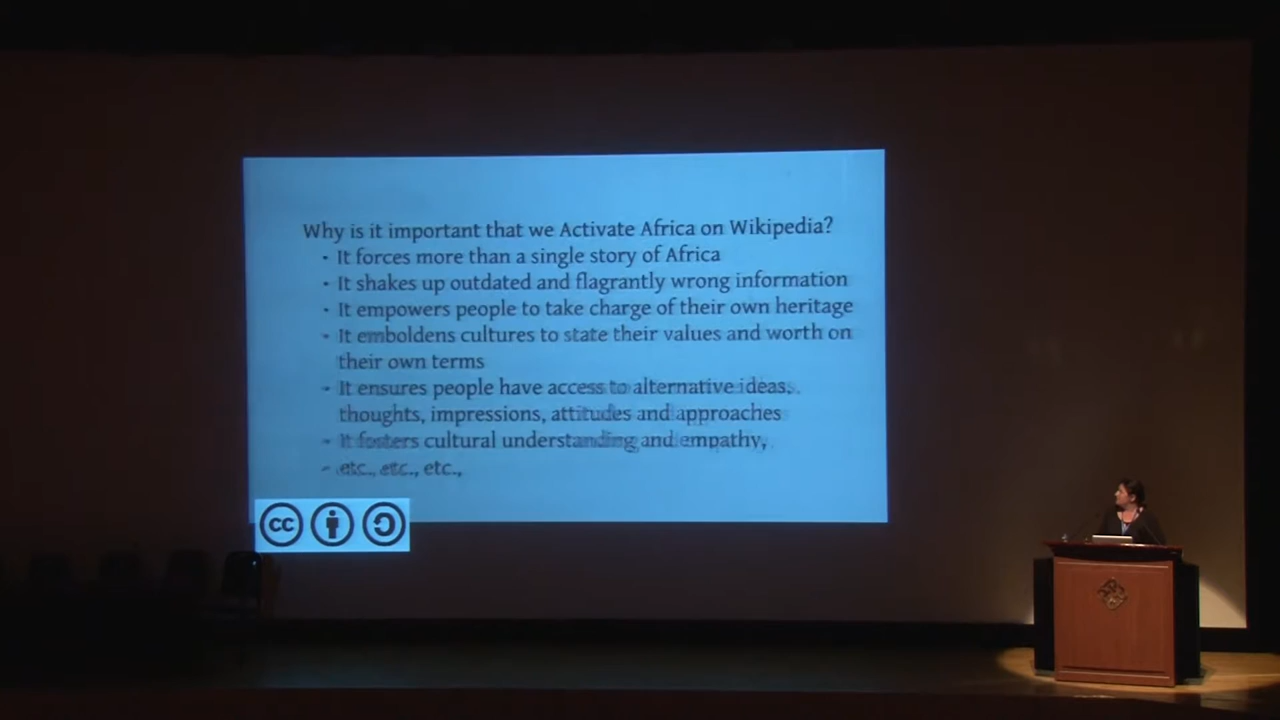 Why is it important that we Activate Africa on Wikipedia?
- It forces more than a single story of Africa
- It shakes up outdated and flagrantly wrong information
- It empowers people to take charge of their own heritage
- It emboldens cultures to state their values and worth on
their own terms
- It ensures people have access to alternative ideas,
thoughts, impressions, attitudes and approaches
- It fosters cultural understanding and empathy,
- etc., etc., etc.,
cc